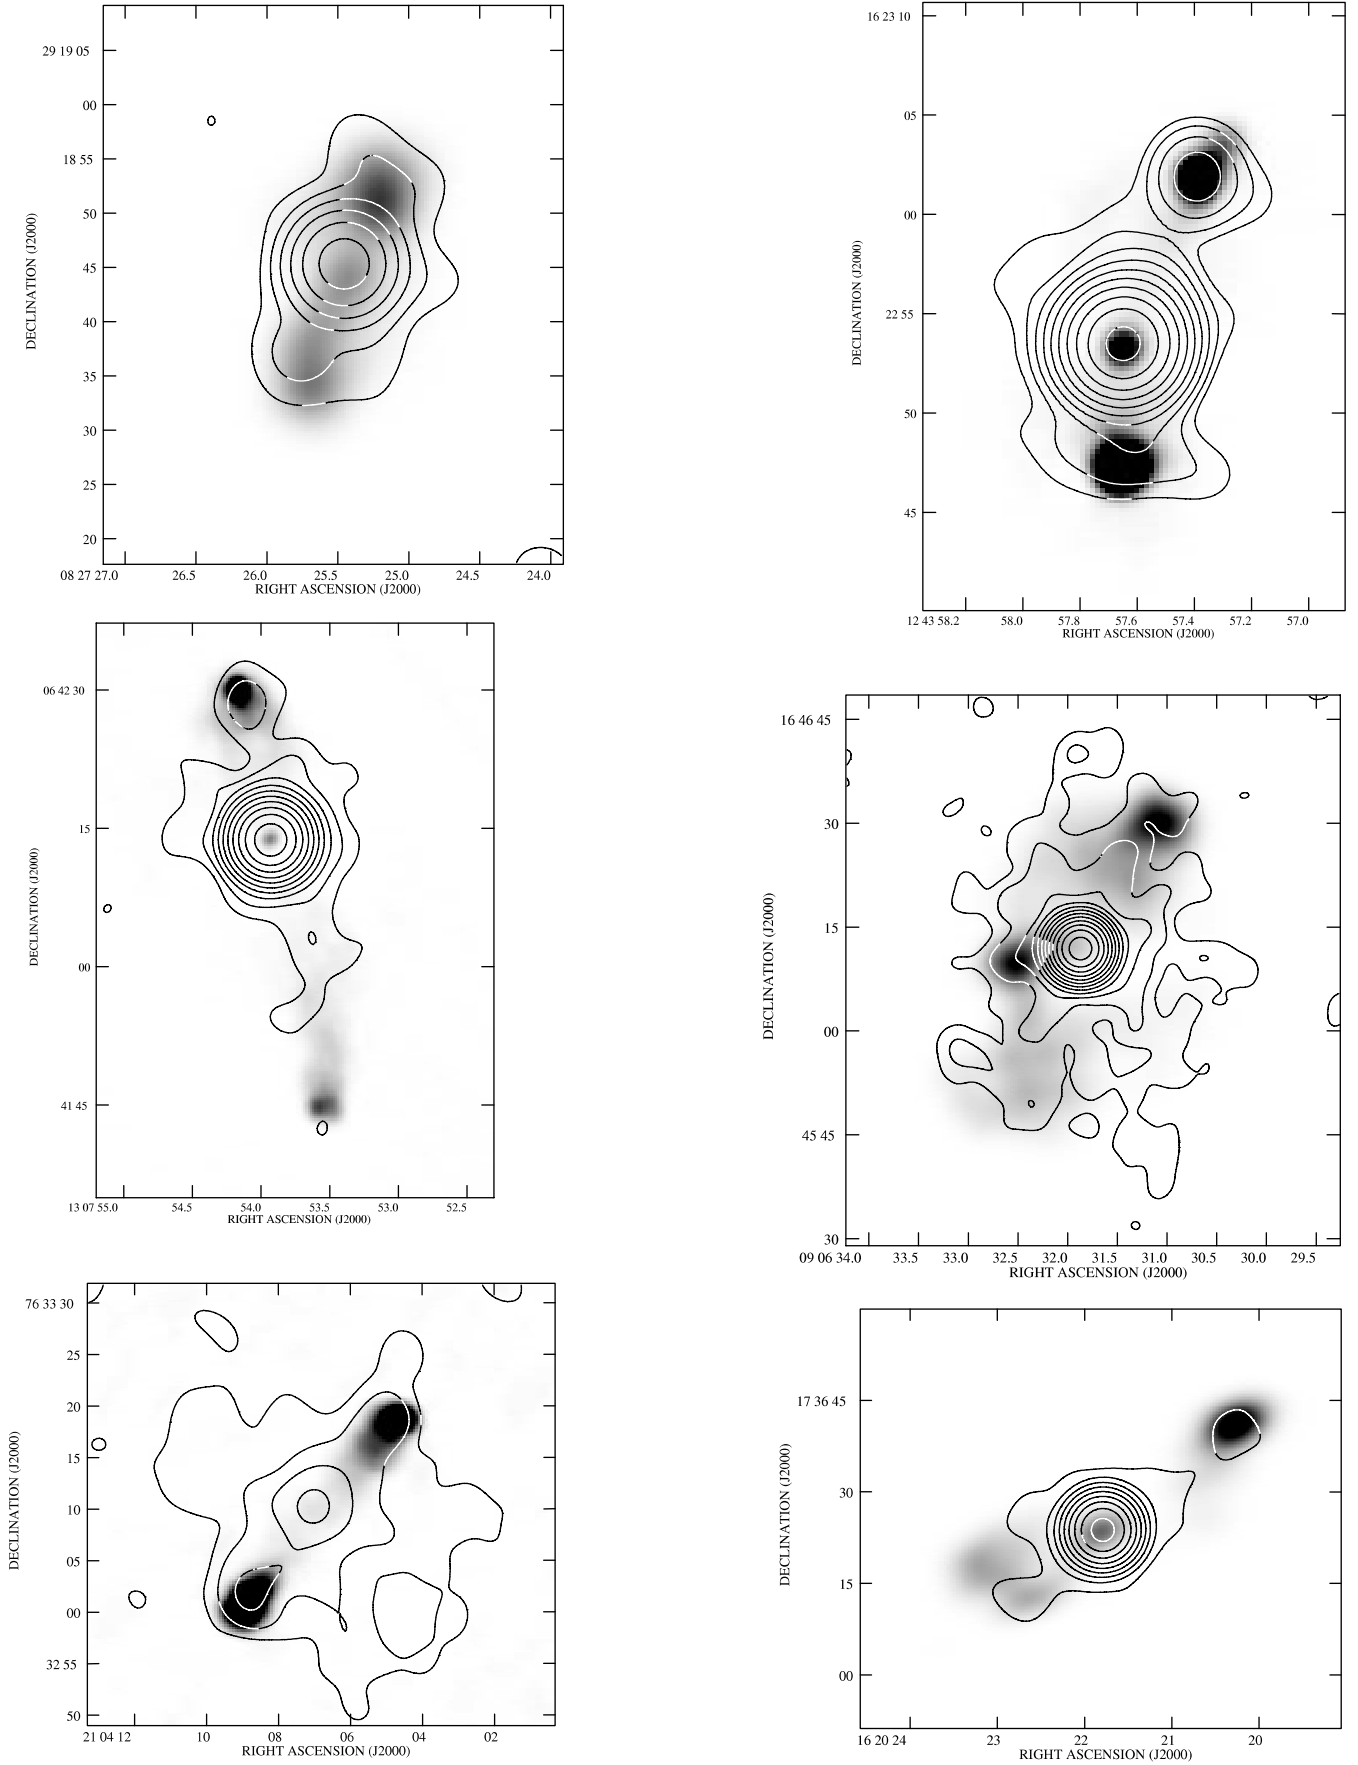 29 19 05
00
18 55
50
45
40
35
30
25
20
DECLINATION (J2000)
08 27 27.0 26.5 26.0 25.5 25.0 24.5 24.0
RIGHT ASCENSION (J2000)
16 23 10
05
00
22 55
50
45
DECLINATION (J2000)
12 43 58.2 58.0 57.8 57.6 57.4 57.2 57.0
RIGHT ASCENSION (J2000)
06 42 30
15
00
41 45
DECLINATION (J2000)
13 07 55.0 54.5 54.0 53.5 53.0 52.5
RIGHT ASCENSION (J2000)
16 46 45
30
15
00
45 45
30
DECLINATION (J2000)
09 06 34.0 33.5 33.0 32.5 32.0 31.5 31.0 30.5 30.0 29.5
RIGHT ASCENSION (J2000)
76 33 30
25
20
15
10
05
00
32 55
50
DECLINATION (J2000)
21 04 12 10 08 06 04 02
RIGHT ASCENSION (J2000)
17 36 45
30
15
00
DECLINATION (J2000)
16 20 24 23 22 21 20
RIGHT ASCENSION (J2000)